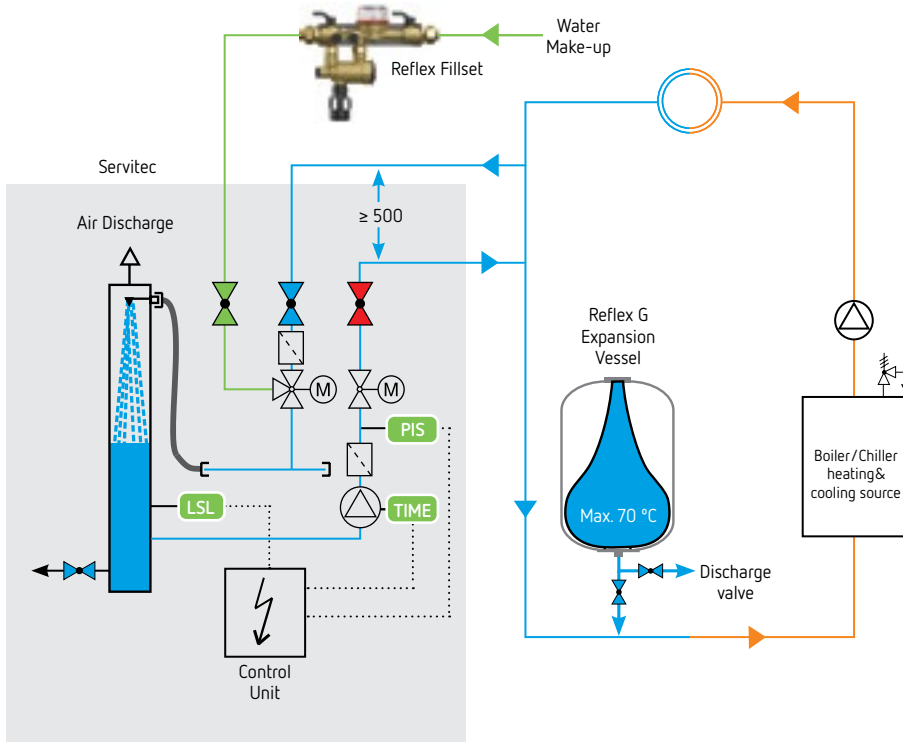 Water
Make-up
Reflex Fillset
Servitec
Air Discharge
≥ 500
Reflex G
Expansion
Vessel
M
M
PIS
Boiler/Chiller
heating&
cooling source
LSL
TIME
Max. 70 °C
Discharge
valve
Control
Unit